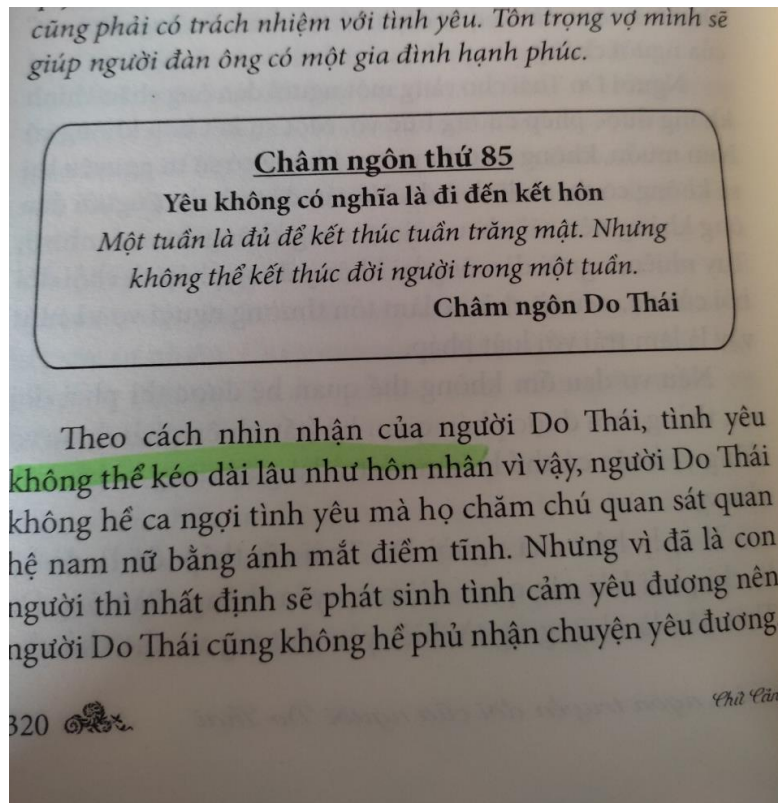 cũng phải có trách nhiệm với tình yêu. Tôn trọng vợ mình sẽ
giúp người đàn ông có một gia đình hạnh phúc.
Châm ngôn thứ 85
Yêu không có nghĩa là đi đến kết hôn
Một tuần là đủ để kết thúc tuần trăng mật. Nhưng
không thể kết thúc đời người trong một tuần.
Châm ngôn Do Thái
Theo cách nhìn nhận của người Do Thái, tình yêu
không thể kéo dài lâu như hôn nhân vì vậy, người Do Thái
không hề ca ngợi tình yêu mà họ chăm chú quan sát quan
hệ nam nữ bằng ánh mắt điềm tĩnh. Nhưng vì đã là con
người thì nhất định sẽ phát sinh tình cảm yêu đương nên
người Do Thái cũng không hề phủ nhận chuyện yêu đương
320